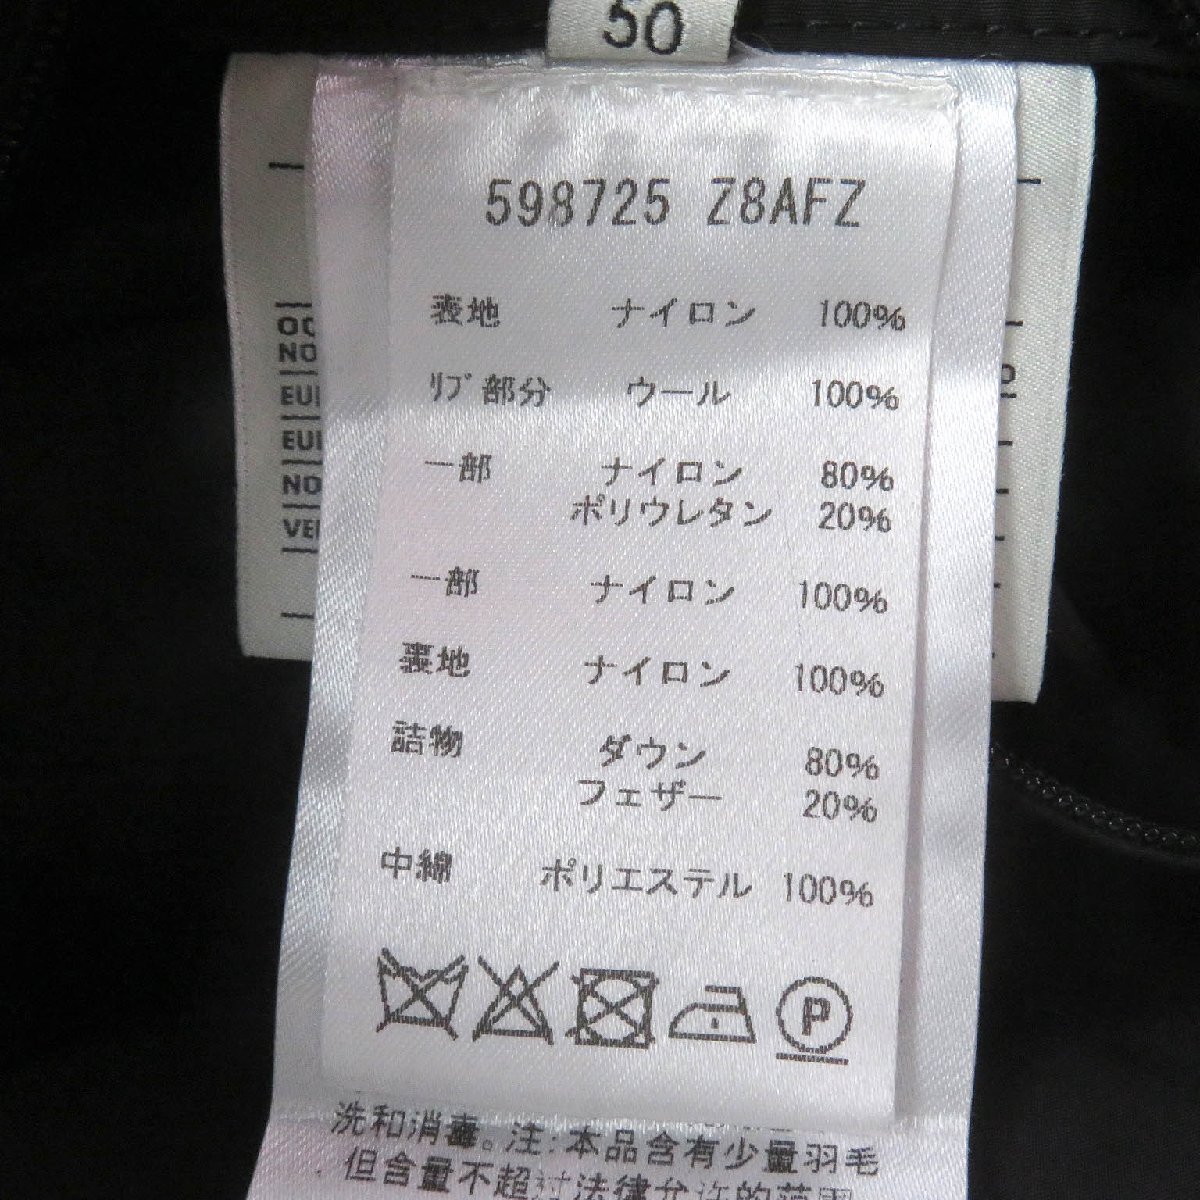 50
598725 Z8AFZ
表地 ナイロン 100%
ﾘﾌﾞ部分 ウール 100%
一部 ナイロン 80%
ポリウレタン 20%
一部 ナイロン 100%
裏地 ナイロン 100%
詰物 ダウン 80%
フェザー 20%
中綿 ポリエステル 100%
P
洗和消毒。注:本品含有少量羽毛
但含量不超过法律允许的范围